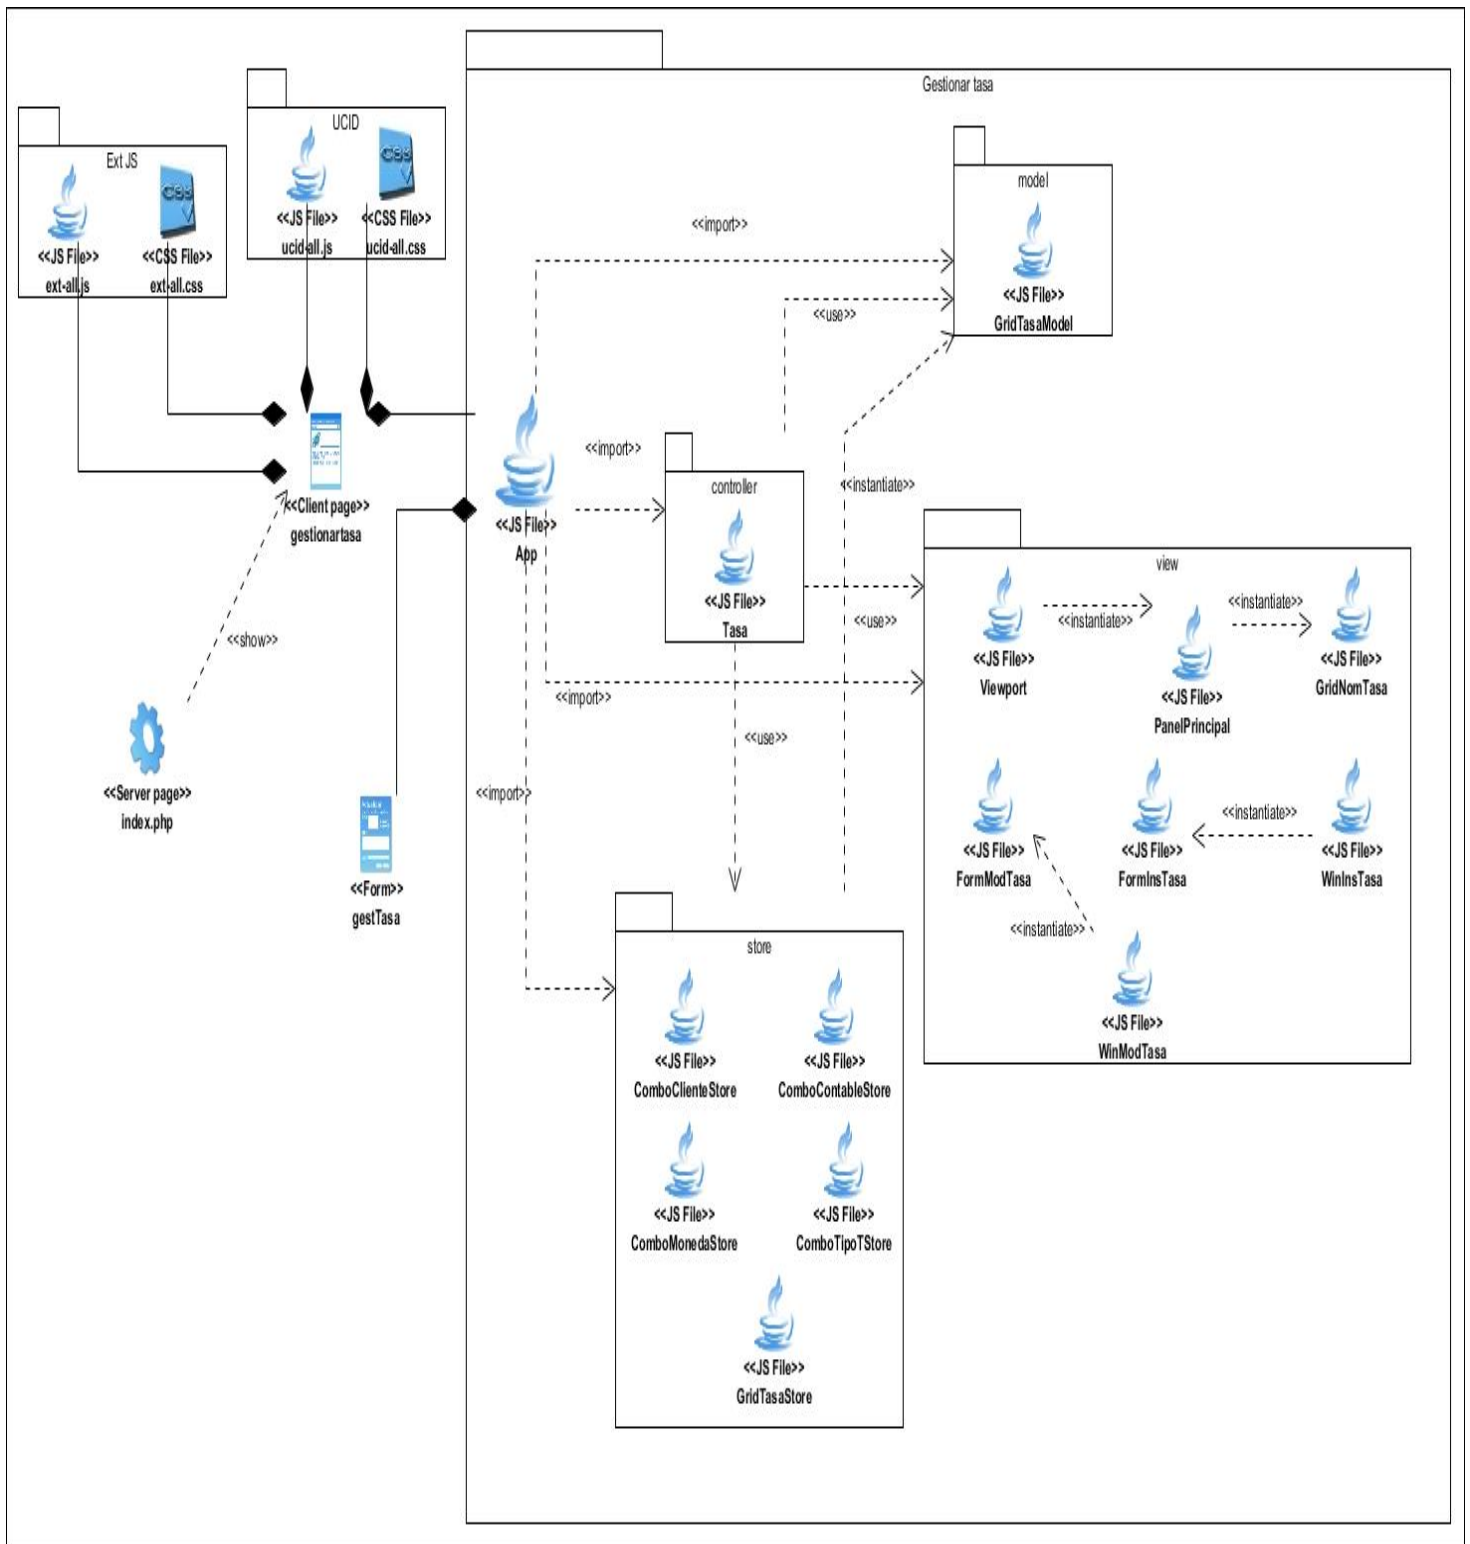 Gestionar tasa
UCID
<<JS File>>
ucid-all.js
<<CSS File>>
ucid-all.css
Ext JS
<<JS File>>
ext-all.js
<<CSS File>>
ext-all.css
model
<<JS File>>
GridTasaModel
<<import>>
<<use>>
<<import>>
<<instantiate>>
<<Client page>>
gestionartasa
<<JS File>>
App
controller
<<JS File>>
Tasa
<<use>>
<<import>>
<<use>>
<<import>>
<<show>>
<<Server page>>
index.php
<<Form>>
gestTasa
view
<<JS File>>
Viewport
<<instantiate>>
<<JS File>>
PanelPrincipal
<<instantiate>>
<<JS File>>
GridNomTasa
<<JS File>>
FormModTasa
<<JS File>>
FormInsTasa
<<instantiate>>
<<JS File>>
WinInsTasa
<<instantiate>>
<<JS File>>
WinModTasa
store
<<JS File>>
ComboClienteStore
<<JS File>>
ComboContableStore
<<JS File>>
ComboMonedaStore
<<JS File>>
ComboTipoTStore
<<JS File>>
GridTasaStore